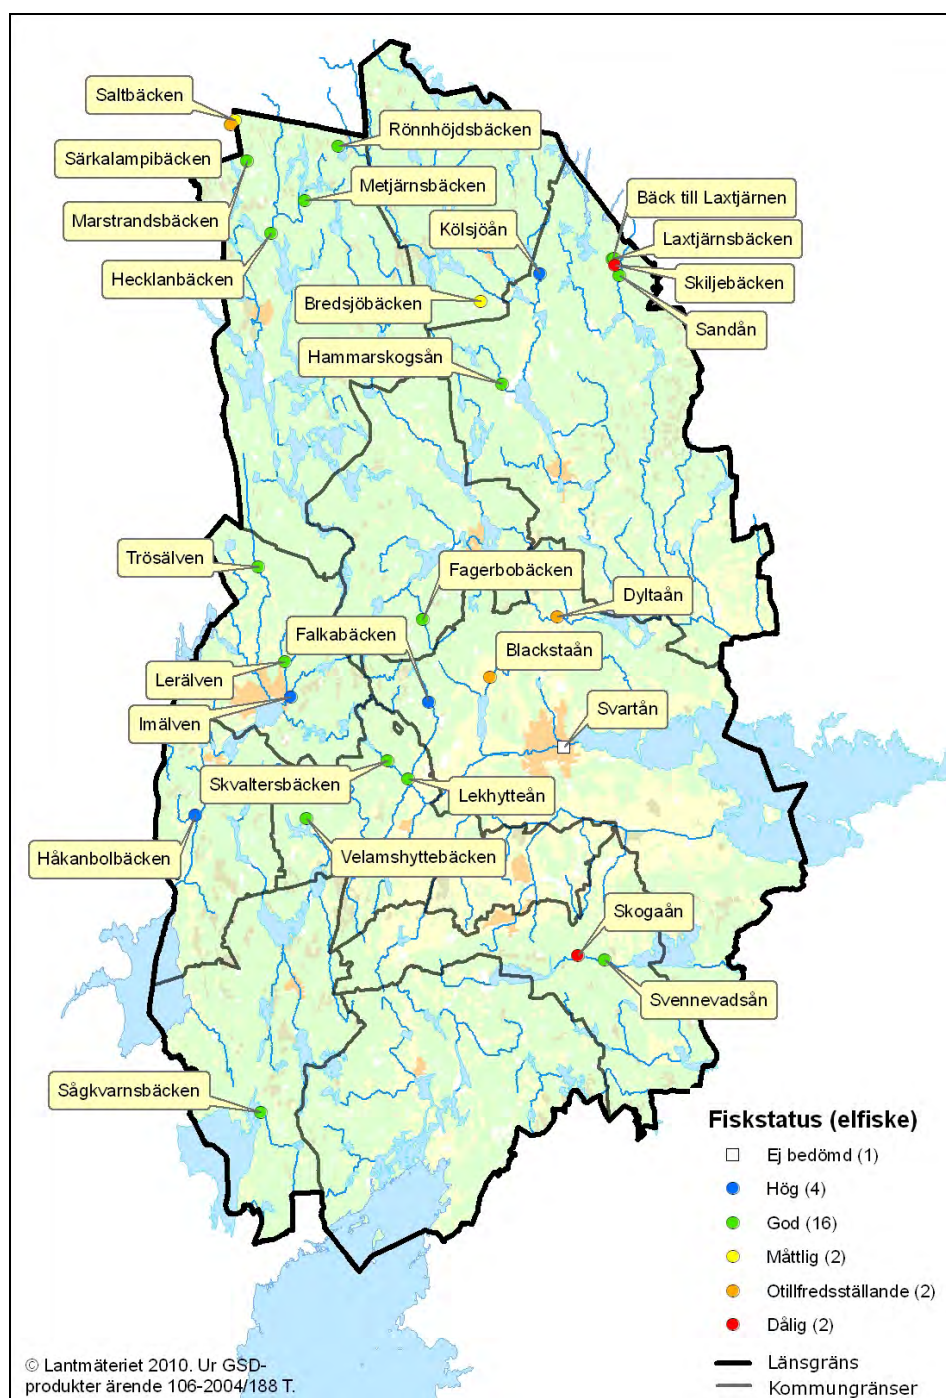 Saltbäcken
Rönnhöjdsbäcken
Särkalampibäcken
Metjärnsbäcken
Bäck till Laxtjärnen
Marstrandsbäcken
Kölsjöån
Laxtjärnsbäcken
Hecklanbäcken
Skiljebäcken
Bredsjöbäcken
Sandån
Hammarskogsån
Trösälven
Fagerbobäcken
Dyltaån
Falkabäcken
Blackstaån
Lerälven
Svartån
Imälven
Skvaltersbäcken
Lekhytteån
Håkanbolbäcken
Velamshyttebäcken
Skogaån
Svennevadsån
Sågkvarnsbäcken
Fiskstatus (elfiske)
Ej bedömd (1)
Hög (4)
God (16)
Måttlig (2)
Otillfredsställande (2)
Dålig (2)
Länsgräns
Kommungränser
© Lantmäteriet 2010. Ur GSD-
produkter ärende 106-2004/188 T.